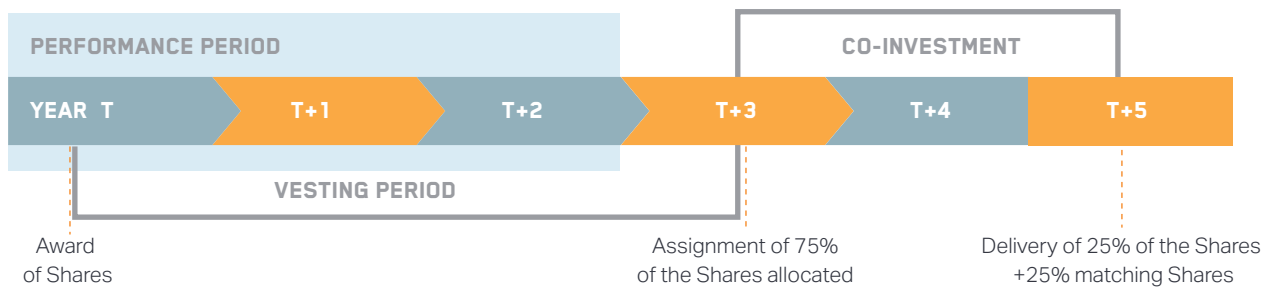 PERFORMANCE PERIOD
CO-INVESTMENT
YEAR T
T+1
T+2
T+3
T+4
T+5
VESTING PERIOD
Award
of Shares
Assignment of 75%
of the Shares allocated
Delivery of 25% of the Shares
+25% matching Shares